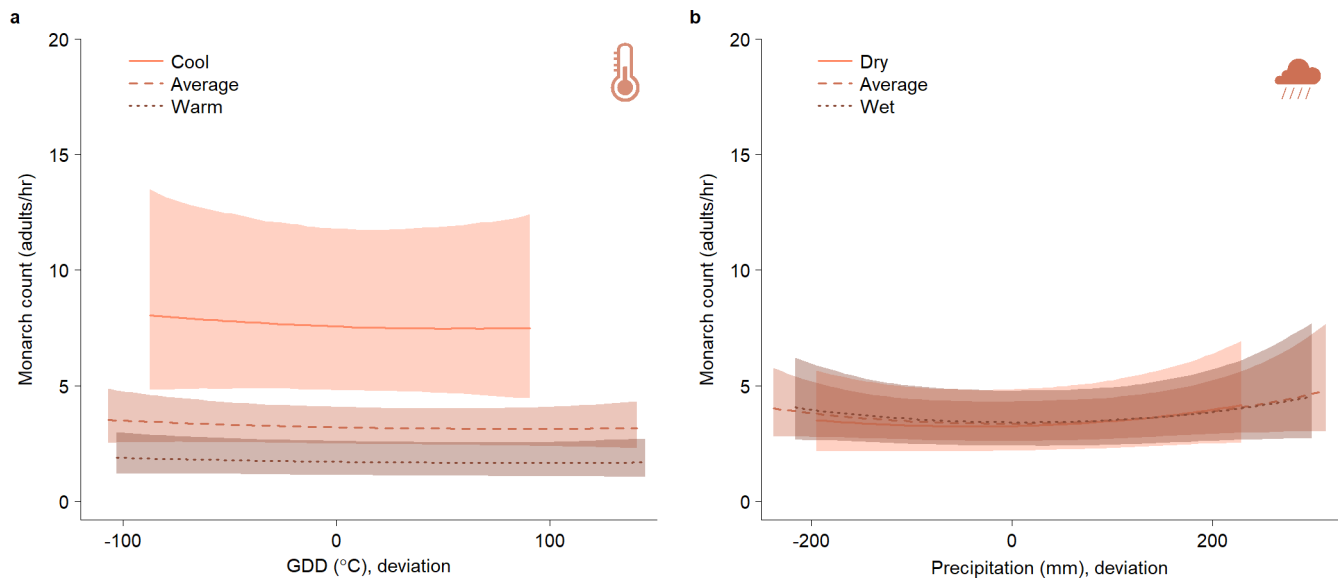 a
20
15
10
5
0
Monarch count (adults/hr)
Cool
Average
Warm
-100
0
100
GDD (°C), deviation
b
20
15
10
5
0
Monarch count (adults/hr)
Dry
Average
Wet
-200
0
200
Precipitation (mm), deviation